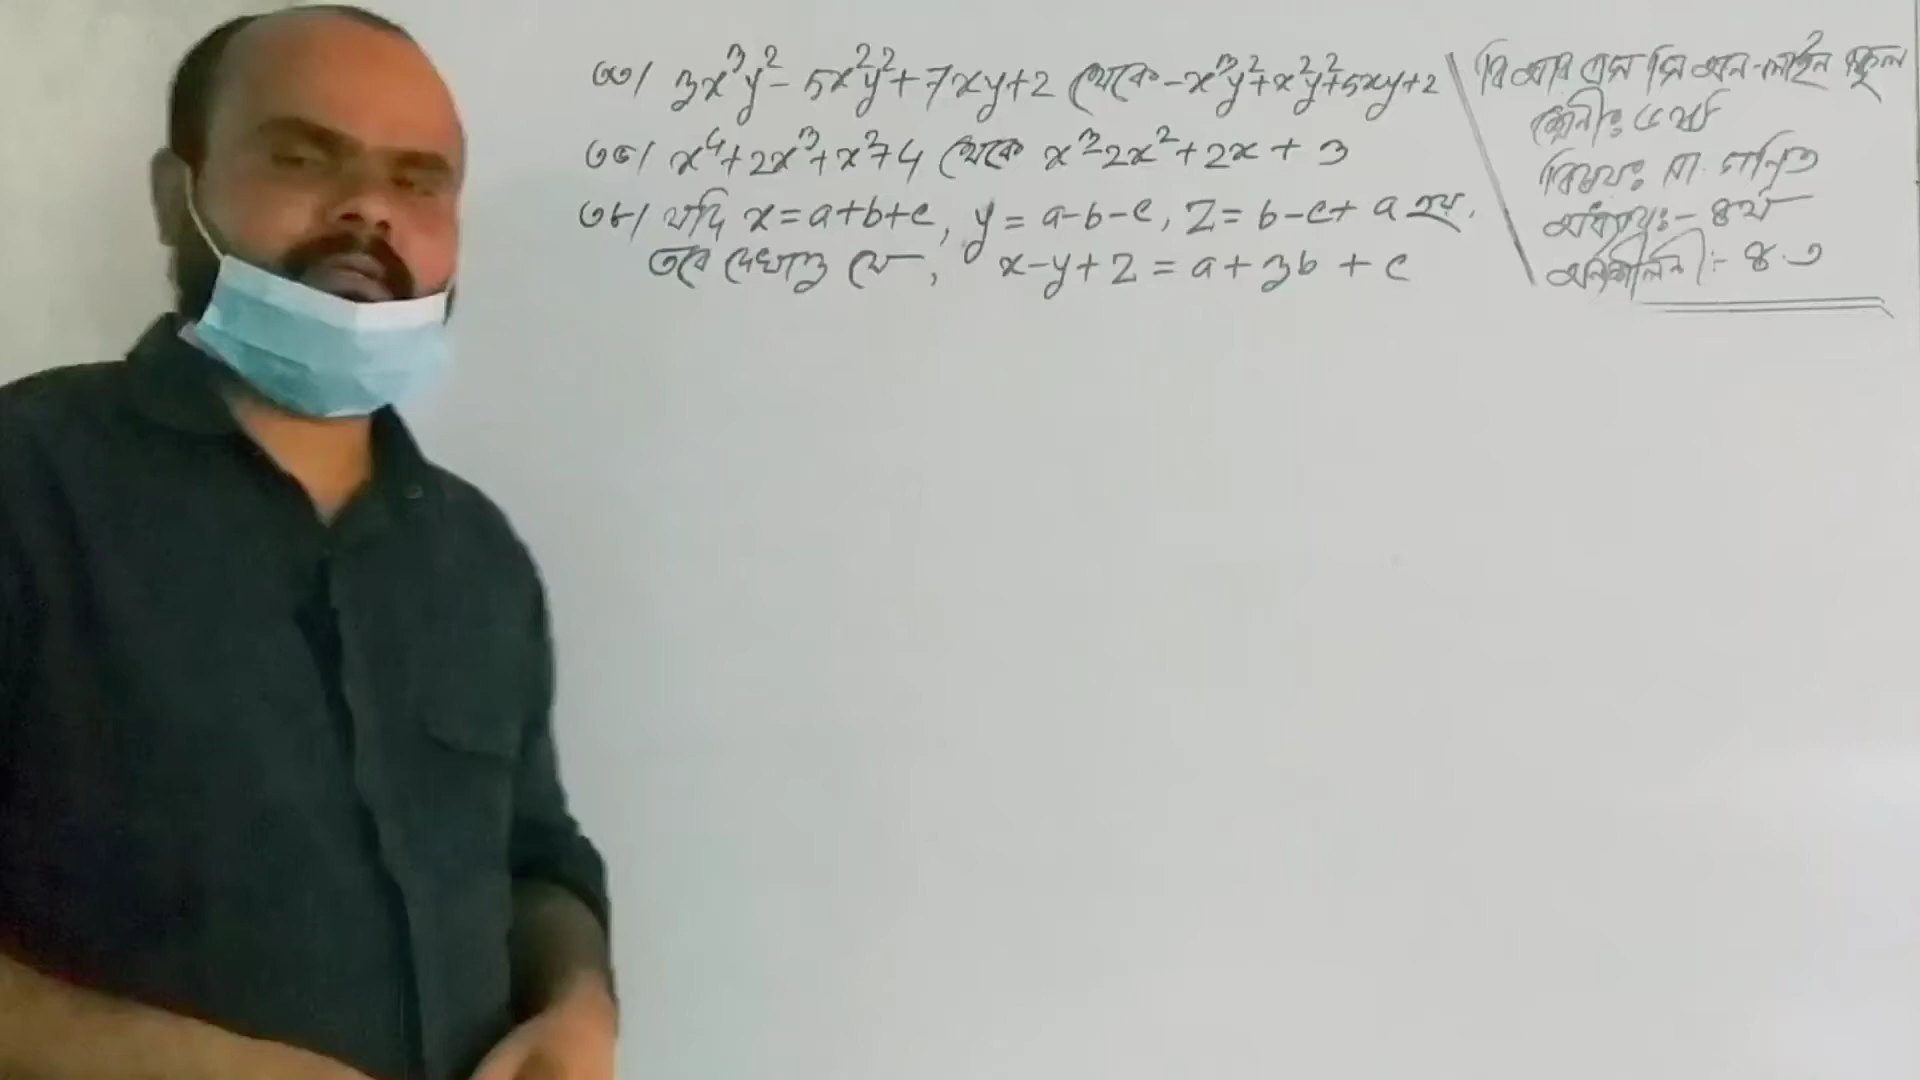 ৩৩। 3x³y² - 5x²y² + 7xy + 2 থেকে - x³y² + x²y² + 5xy + 2
৩৫। x⁴ + 2x³ + x² + 4 থেকে x³ - 2x² + 2x + 3
৩৮। যদি x = a+b+c, y = a-b-c, z = b-c+a হয়,
তবে দেখাও যে, x-y+z = a+3b+c
বি আর এস সি অন-লাইন স্কুল
শ্রেনীঃ ৬ষ্ঠ
বিষয়ঃ সা. গণিত
অধ্যায়ঃ- ৪র্থ
অনুশীলনী :- ৪.৩